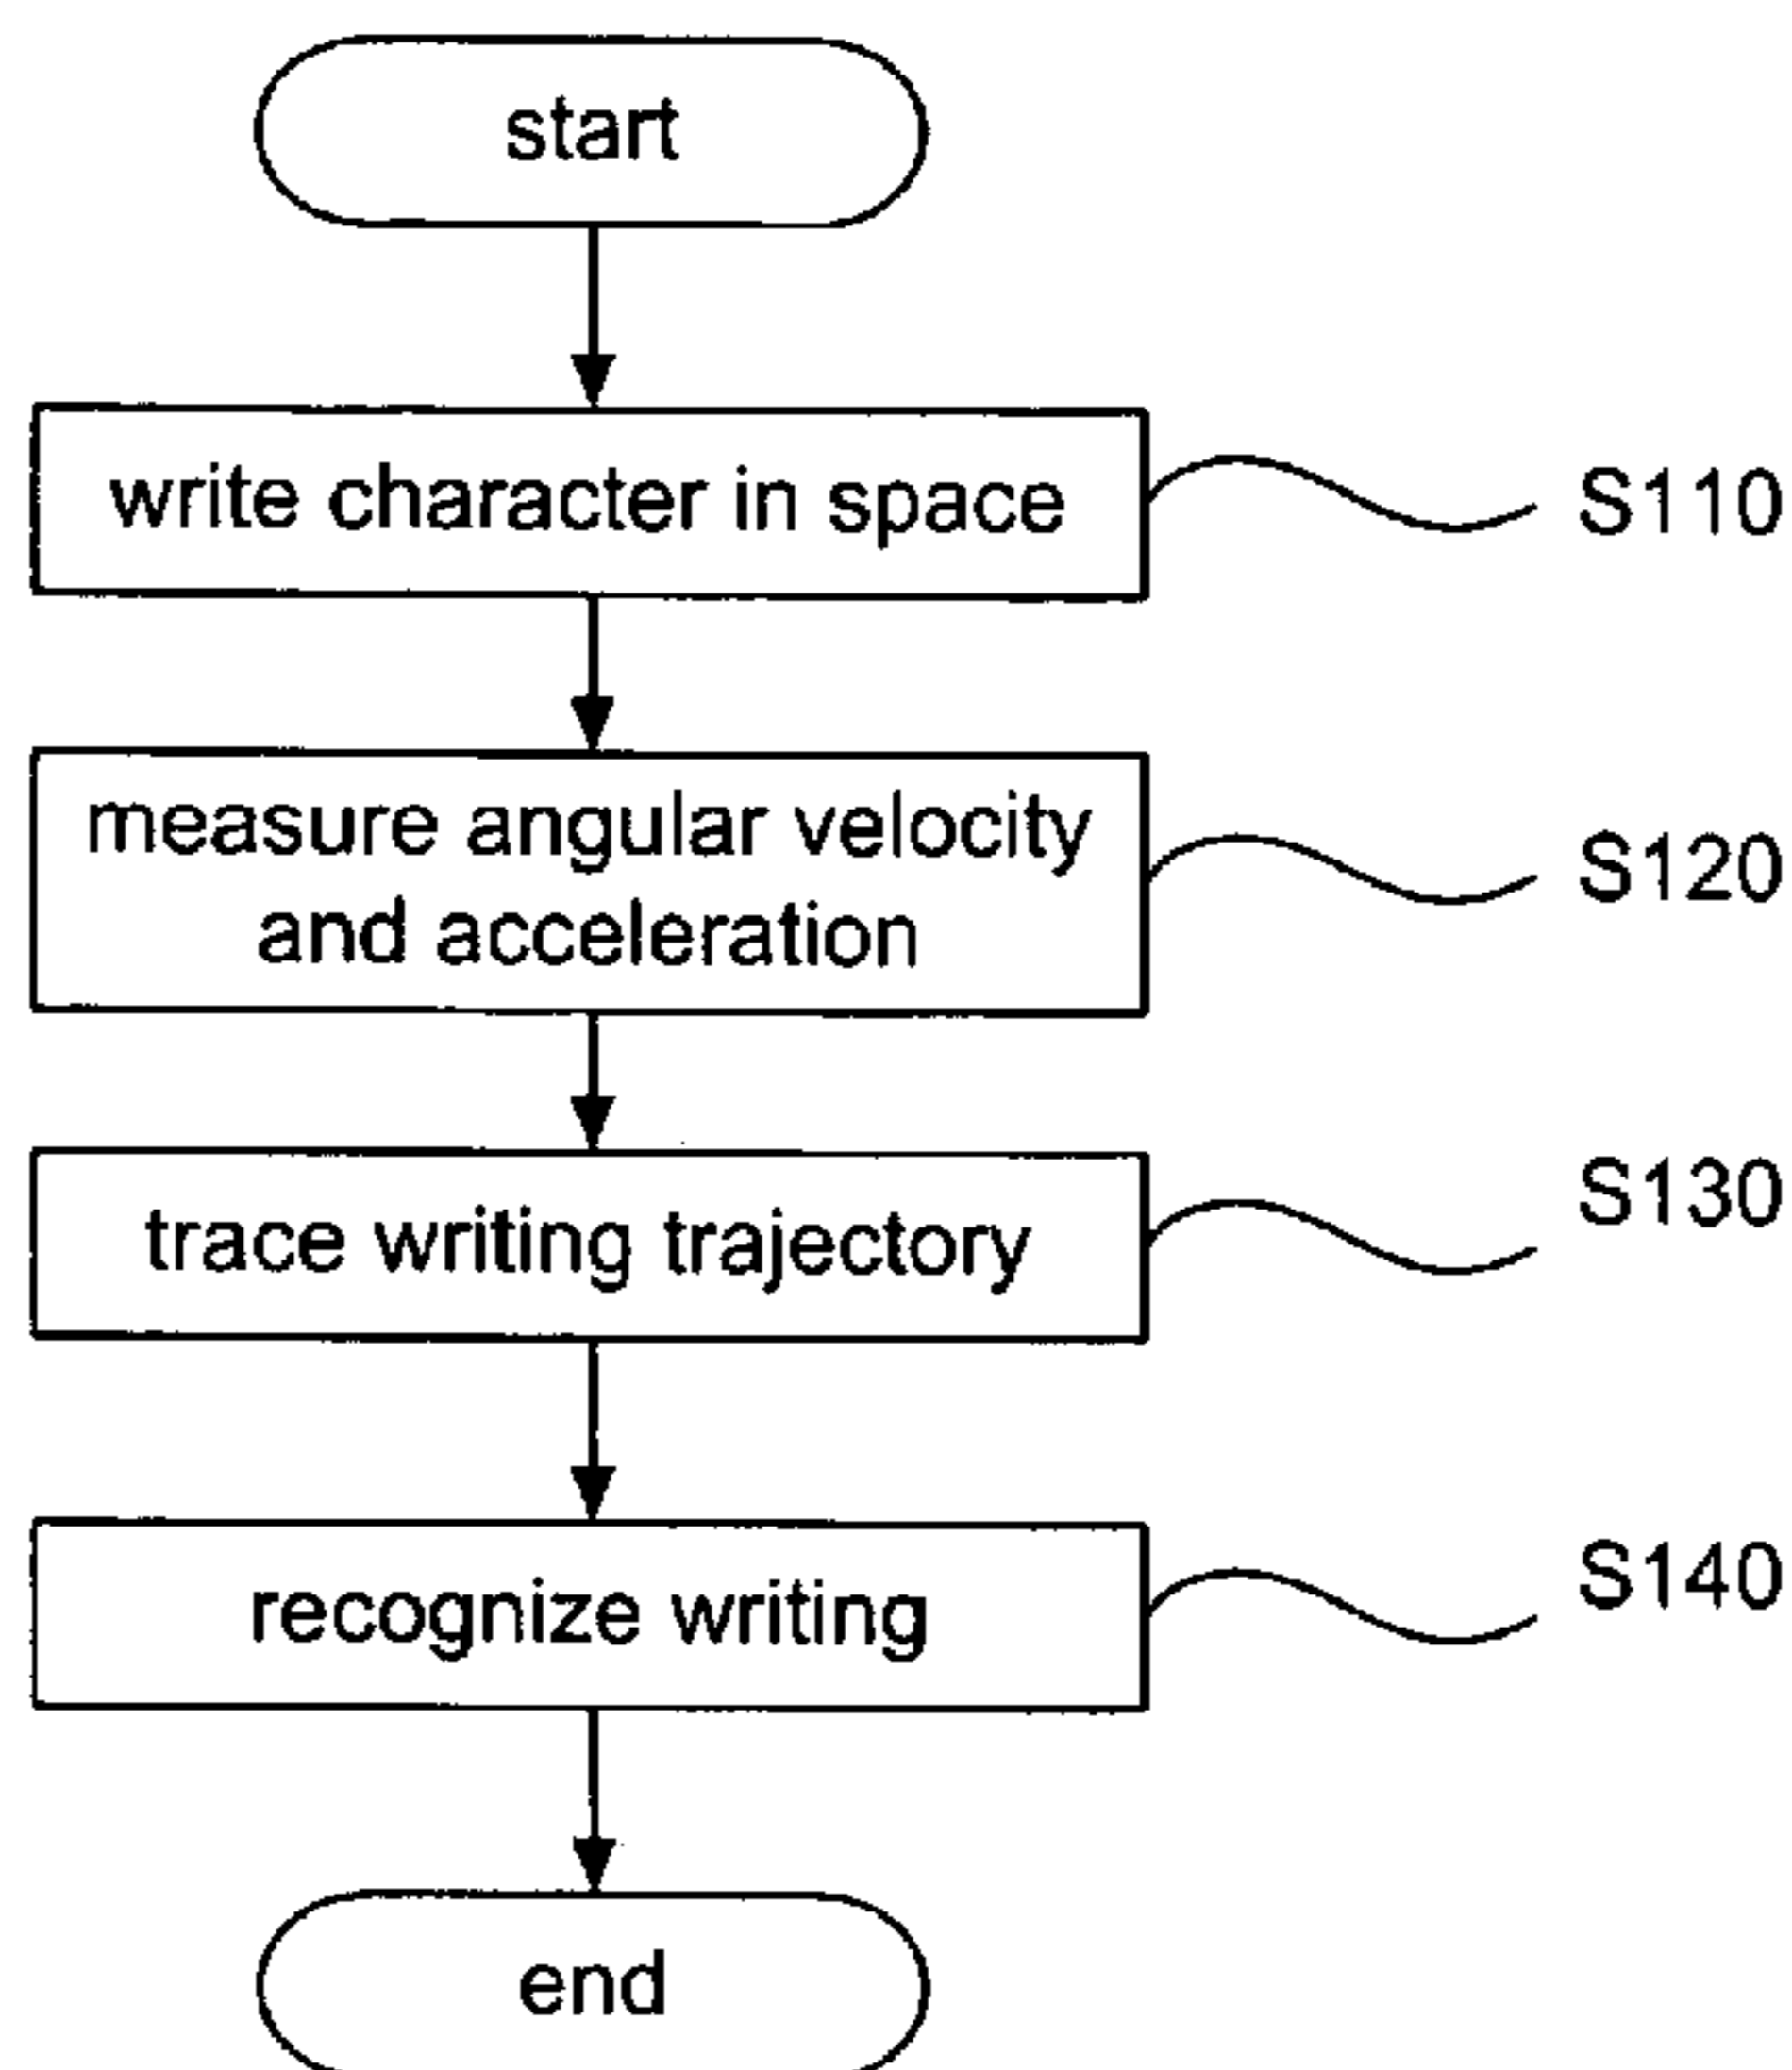 start
write character in space
S110
measure angular velocity
and acceleration
S120
trace writing trajectory
S130
recognize writing
S140
end